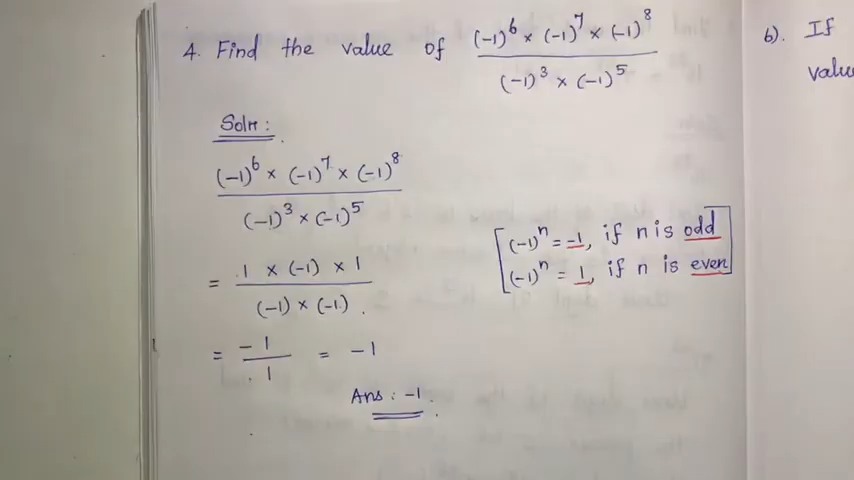 4. Find the value of (-1)^6 × (-1)^7 × (-1)^8 / (-1)^3 × (-1)^5
Soln:
(-1)^6 × (-1)^7 × (-1)^8
(-1)^3 × (-1)^5
(-1)^n = -1, if n is odd
(-1)^n = 1, if n is even
= 1 × (-1) × 1
(-1) × (-1).
= -1/1 = -1
Ans: -1.
6). If
value